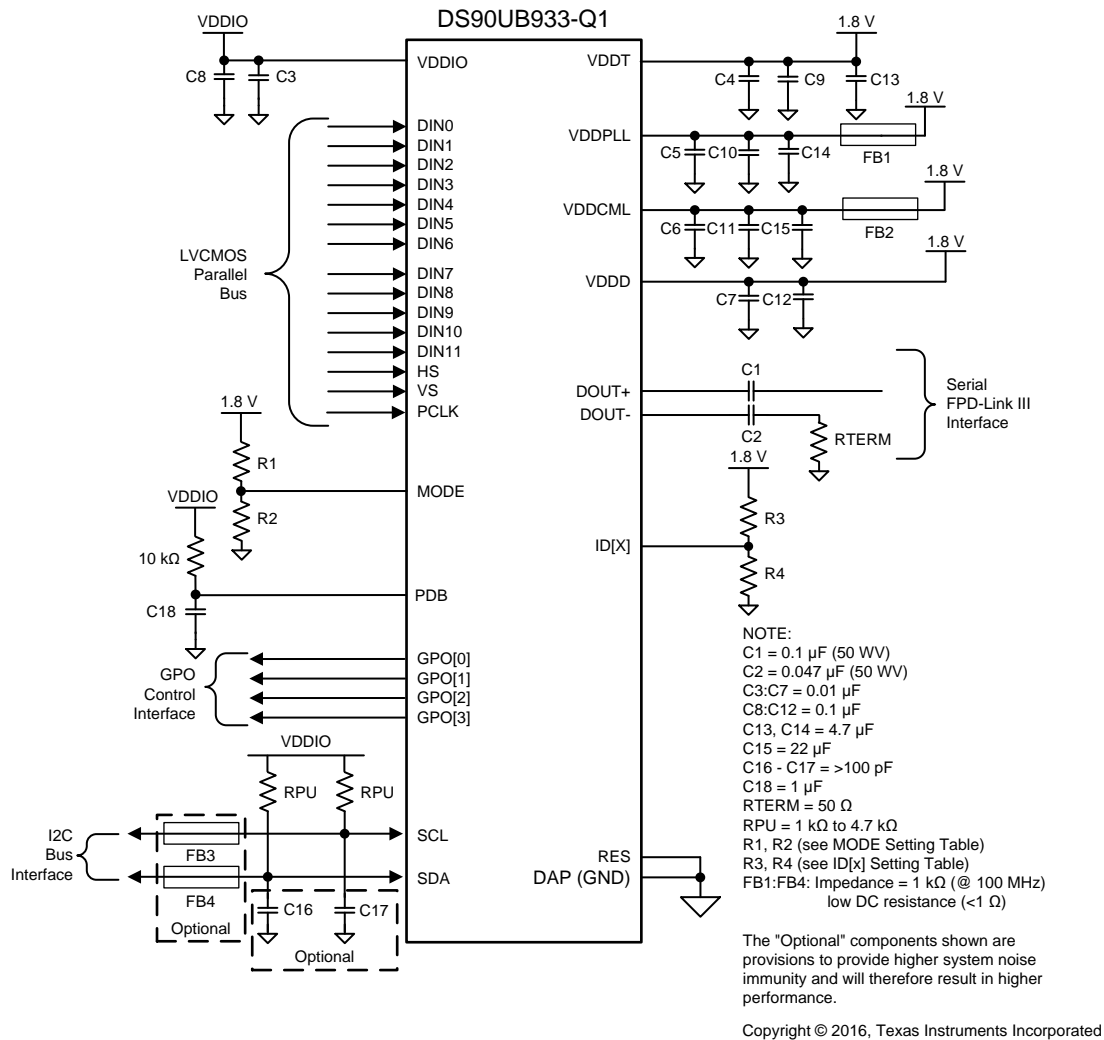 DS90UB933-Q1
VDDIO
C8
C3
VDDIO
LVCMOS
Parallel
Bus
DIN0
DIN1
DIN2
DIN3
DIN4
DIN5
DIN6
DIN7
DIN8
DIN9
DIN10
DIN11
HS
VS
PCLK
1.8 V
R1
R2
MODE
VDDIO
10 kΩ
C18
PDB
GPO
Control
Interface
GPO[0]
GPO[1]
GPO[2]
GPO[3]
VDDIO
RPU
RPU
I2C
Bus
Interface
FB3
FB4
Optional
SCL
SDA
C16
C17
Optional
1.8 V
VDDT
C4
C9
C13
1.8 V
VDDPLL
C5
C10
C14
FB1
1.8 V
VDDCML
C6
C11
C15
FB2
1.8 V
VDDD
C7
C12
DOUT+
DOUT-
C1
C2
RTERM
Serial
FPD-Link III
Interface
1.8 V
R3
ID[X]
R4
RES
DAP (GND)
NOTE:
C1 = 0.1 µF (50 WV)
C2 = 0.047 µF (50 WV)
C3:C7 = 0.01 µF
C8:C12 = 0.1 µF
C13, C14 = 4.7 µF
C15 = 22 µF
C16 - C17 = >100 pF
C18 = 1 µF
RTERM = 50 Ω
RPU = 1 kΩ to 4.7 kΩ
R1, R2 (see MODE Setting Table)
R3, R4 (see ID[x] Setting Table)
FB1:FB4: Impedance = 1 kΩ (@ 100 MHz)
low DC resistance (<1 Ω)
The "Optional" components shown are
provisions to provide higher system noise
immunity and will therefore result in higher
performance.
Copyright © 2016, Texas Instruments Incorporated